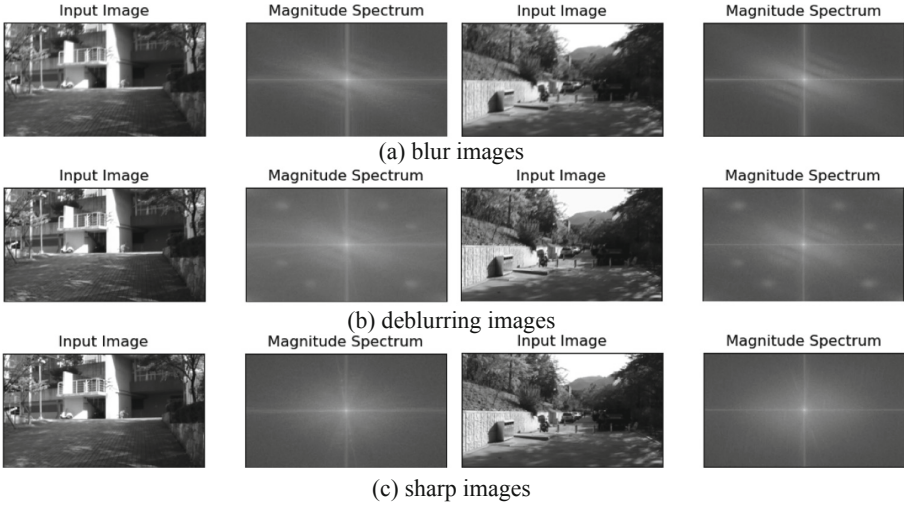 Input Image Magnitude Spectrum Input Image Magnitude Spectrum
(a) blur images
Input Image Magnitude Spectrum Input Image Magnitude Spectrum
(b) deblurring images
Input Image Magnitude Spectrum Input Image Magnitude Spectrum
(c) sharp images